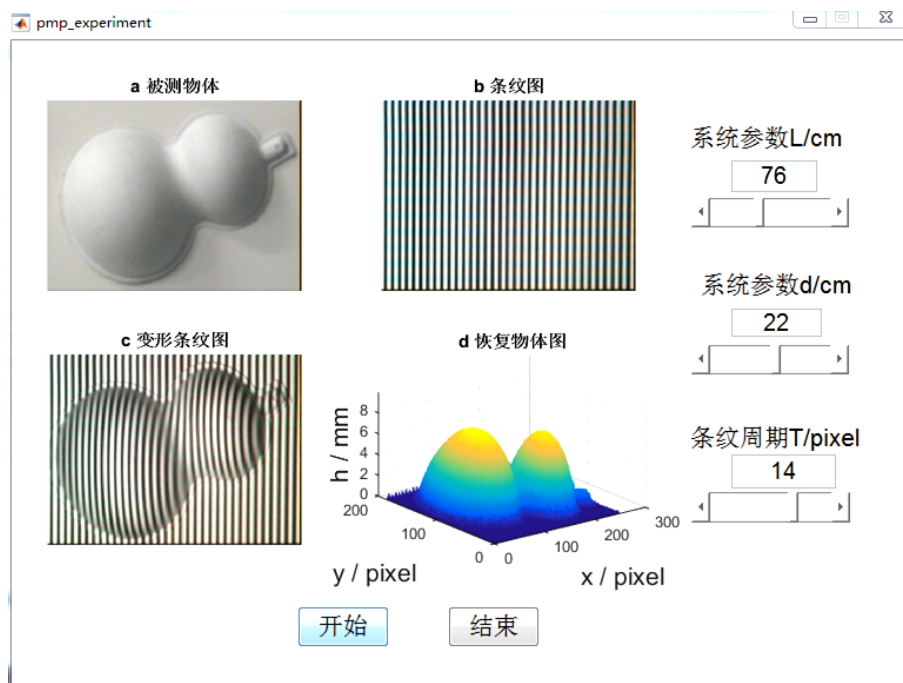 pmp_experiment
a 被测物体
b 条纹图
系统参数L/cm
76
系统参数d/cm
22
c 变形条纹图
d 恢复物体图
h / mm
8
6
4
2
0
200
100
0
y / pixel
0
100
200
300
x / pixel
条纹周期T/pixel
14
开始
结束